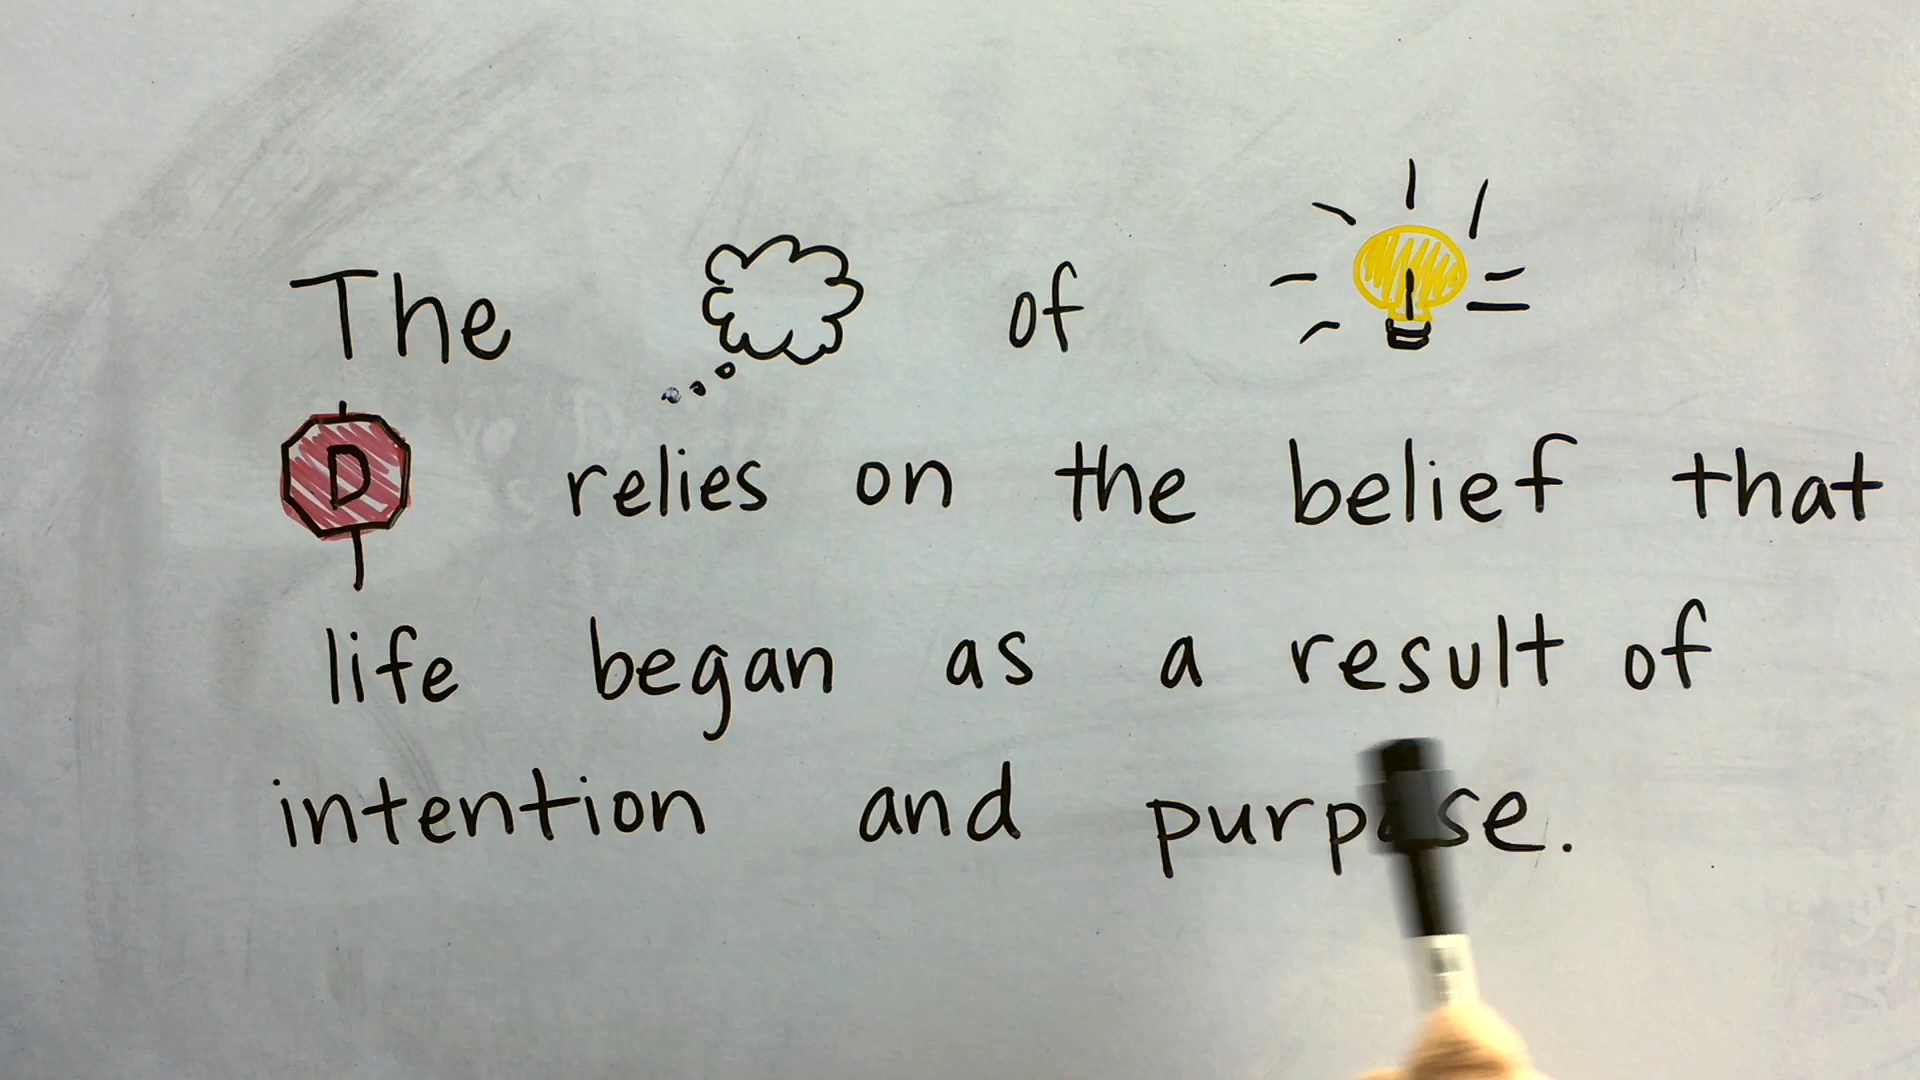 The of
D relies on the belief that
life began as a result of
intention and purpose.